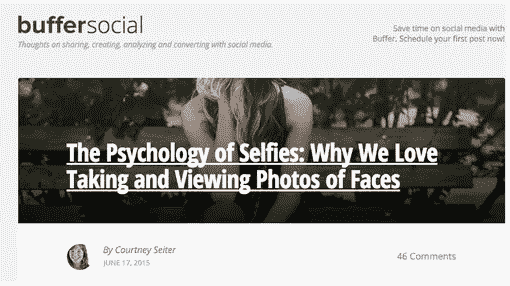 buffersocial
Thoughts on sharing, creating, analyzing and converting with social media.
Save time on social media with
Buffer. Schedule your first post now!
The Psychology of Selfies: Why We Love
Taking and Viewing Photos of Faces
By Courtney Seiter
JUNE 17, 2015
46 Comments